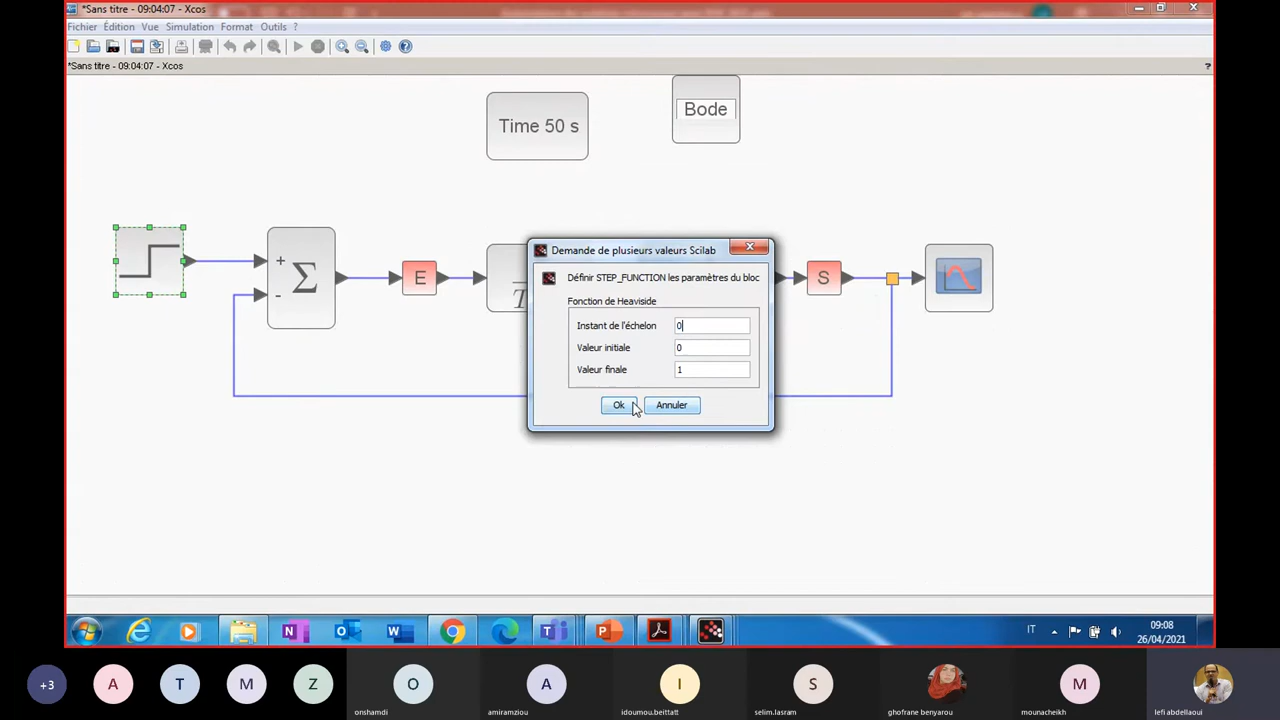 *Sans titre - 09:04:07 - Xcos
Fichier Édition Vue Simulation Format Outils ?
*Sans titre - 09:04:07 - Xcos
?
Time 50 s
Bode
Demande de plusieurs valeurs Scilab
Définir STEP_FUNCTION les paramètres du bloc
Fonction de Heaviside
Instant de l'échelon 0
Valeur initiale 0
Valeur finale 1
Ok Annuler
+
-
Σ
E
T
S
IT
09:08
26/04/2021
+3 A T M Z O A I S M
onshamdi amiramziou idoumou.beittatt selim.lasram ghofrane benyarou mounacheikh lefi abdellaoui